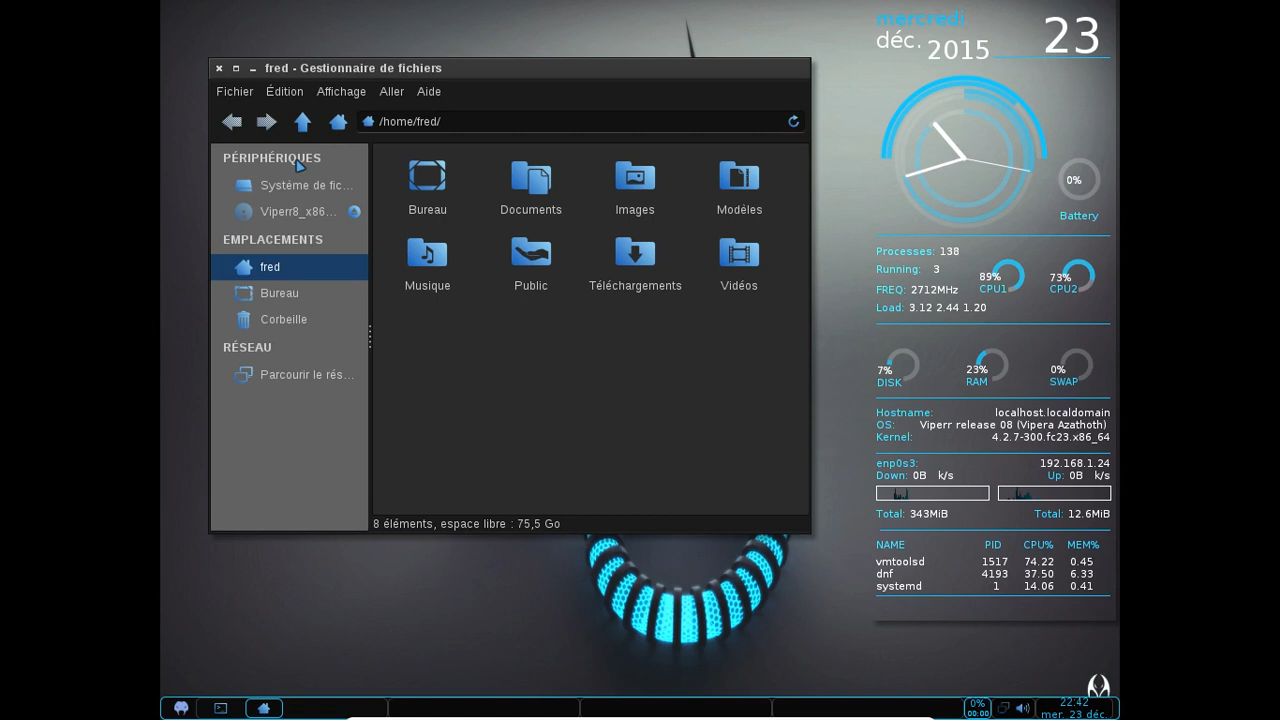 fred - Gestionnaire de fichiers
Fichier Édition Affichage Aller Aide
/home/fred/
PÉRIPHÉRIQUES
Système de fic...
Viperr8_x86...
EMPLACEMENTS
fred
Bureau
Corbeille
RÉSEAU
Parcourir le rés...
Bureau Documents Images Modèles
Musique Public Téléchargements Vidéos
8 éléments, espace libre : 75,5 Go
mercredi
déc. 2015 23
0%
Battery
Processes: 138
Running: 3
FREQ: 2712MHz
Load: 3.12 2.44 1.20
89% CPU1
73% CPU2
7% DISK
23% RAM
0% SWAP
Hostname: localhost.localdomain
OS: Viperr release 08 (Vipera Azathoth)
Kernel: 4.2.7-300.fc23.x86_64
enp0s3: 192.168.1.24
Down: 0B k/s Up: 0B k/s
Total: 343MiB Total: 12.6MiB
NAME PID CPU% MEM%
vmtoolsd 1517 74.22 0.45
dnf 4193 37.50 6.33
systemd 1 14.06 0.41
0%
00:00
22:42
mer. 23 déc.